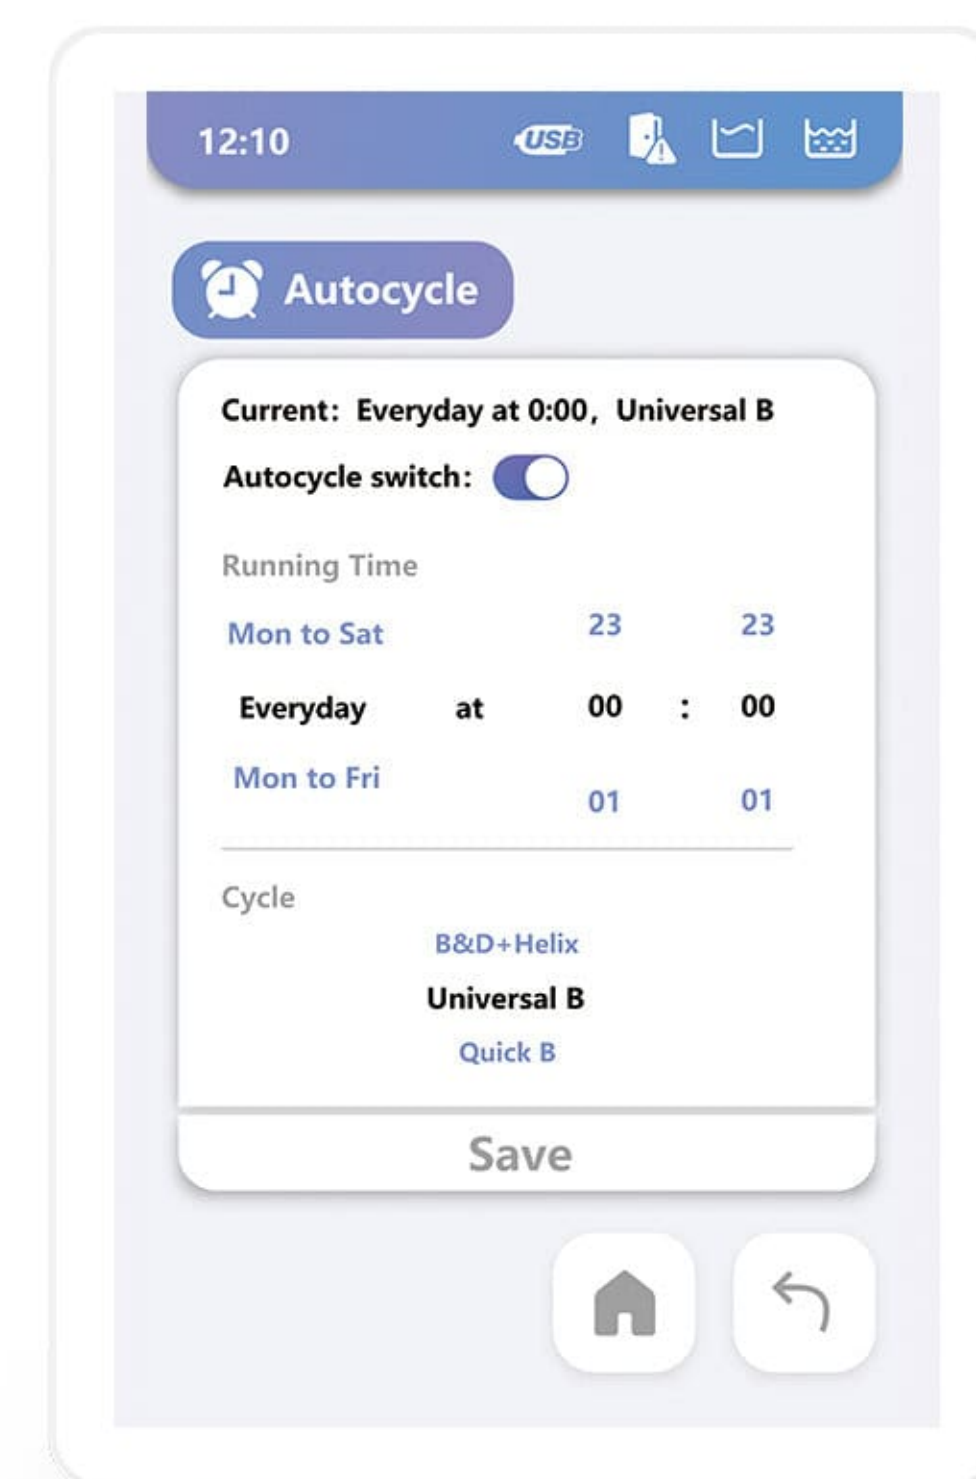 12:10 USB
Autocycle
Current: Everyday at 0:00, Universal B
Autocycle switch:
Running Time
Mon to Sat 23 23
Everyday at 00 : 00
Mon to Fri 01 01
Cycle
B&D+Helix
Universal B
Quick B
Save